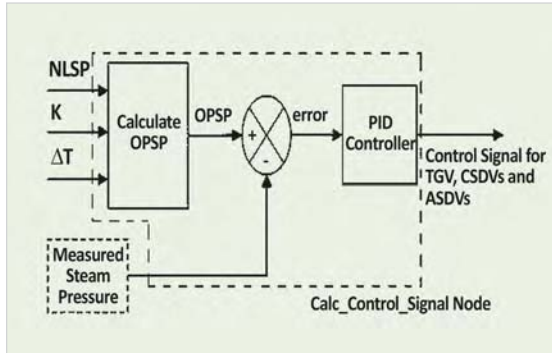 NLSP
K
ΔT
Calculate
OPSP
OPSP
+
-
error
PID
Controller
Control Signal for
TGV, CSDVs and
ASDVs
Measured
Steam
Pressure
Calc_Control_Signal Node